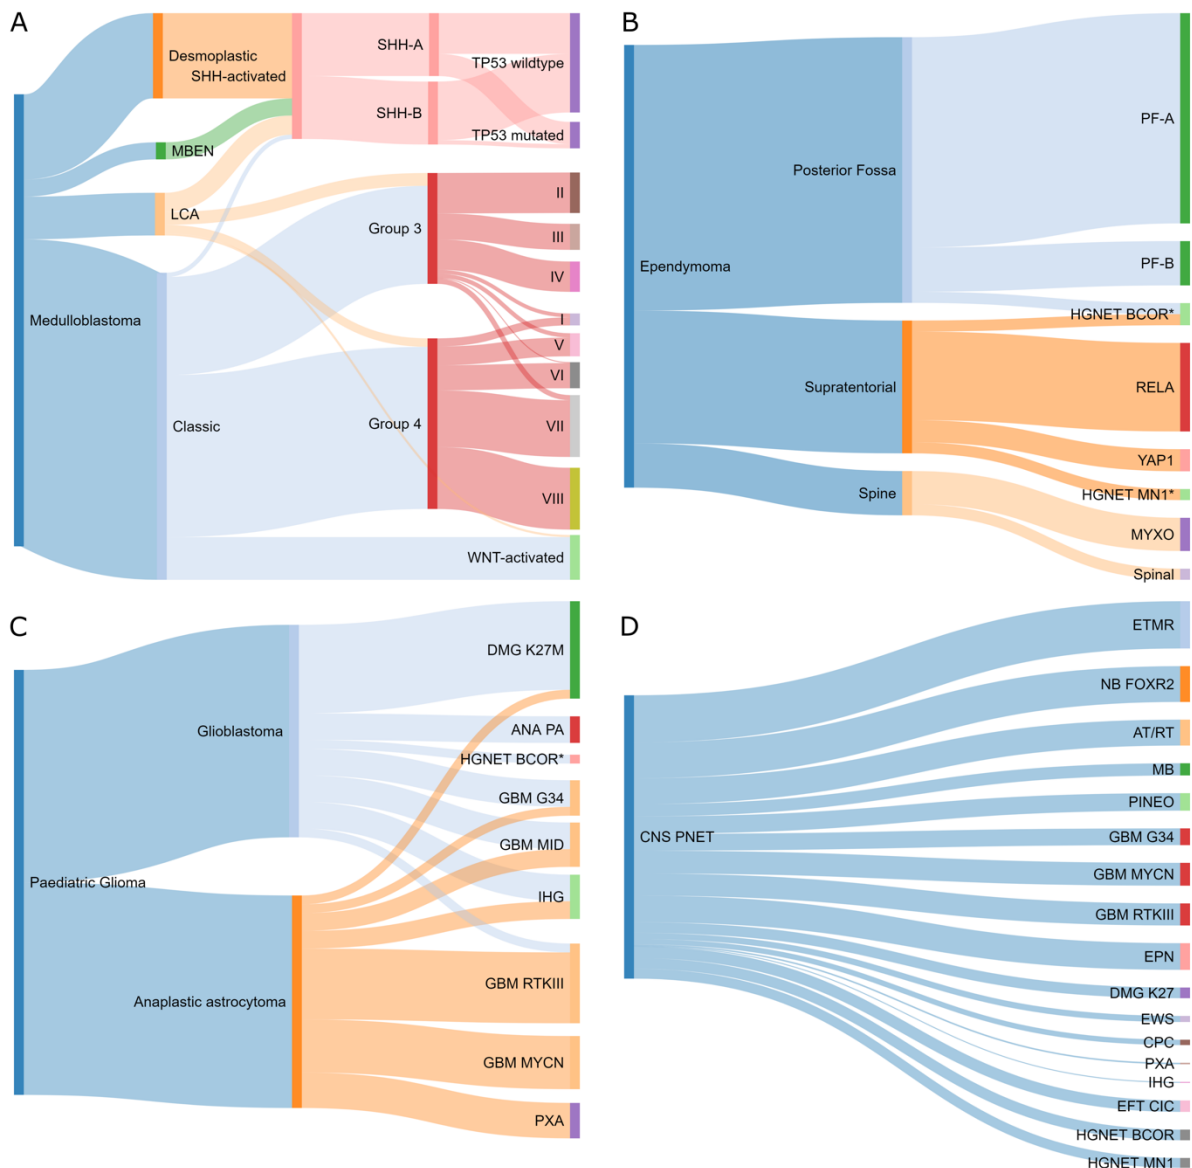 A
Desmoplastic
SHH-activated
MBEN
LCA
Medulloblastoma
Classic
SHH-A
SHH-B
TP53 wildtype
TP53 mutated
Group 3
Group 4
II
III
IV
I
V
VI
VII
VIII
WNT-activated
B
Ependymoma
Posterior Fossa
Supratentorial
Spine
PF-A
PF-B
HGNET BCOR*
RELA
YAP1
HGNET MN1*
MYXO
Spinal
C
Paediatric Glioma
Glioblastoma
Anaplastic astrocytoma
DMG K27M
ANA PA
HGNET BCOR*
GBM G34
GBM MID
IHG
GBM RTKIII
GBM MYCN
PXA
D
CNS PNET
ETMR
NB FOXR2
AT/RT
MB
PINEO
GBM G34
GBM MYCN
GBM RTKIII
EPN
DMG K27
EWS
CPC
PXA
IHG
EFT CIC
HGNET BCOR
HGNET MN1